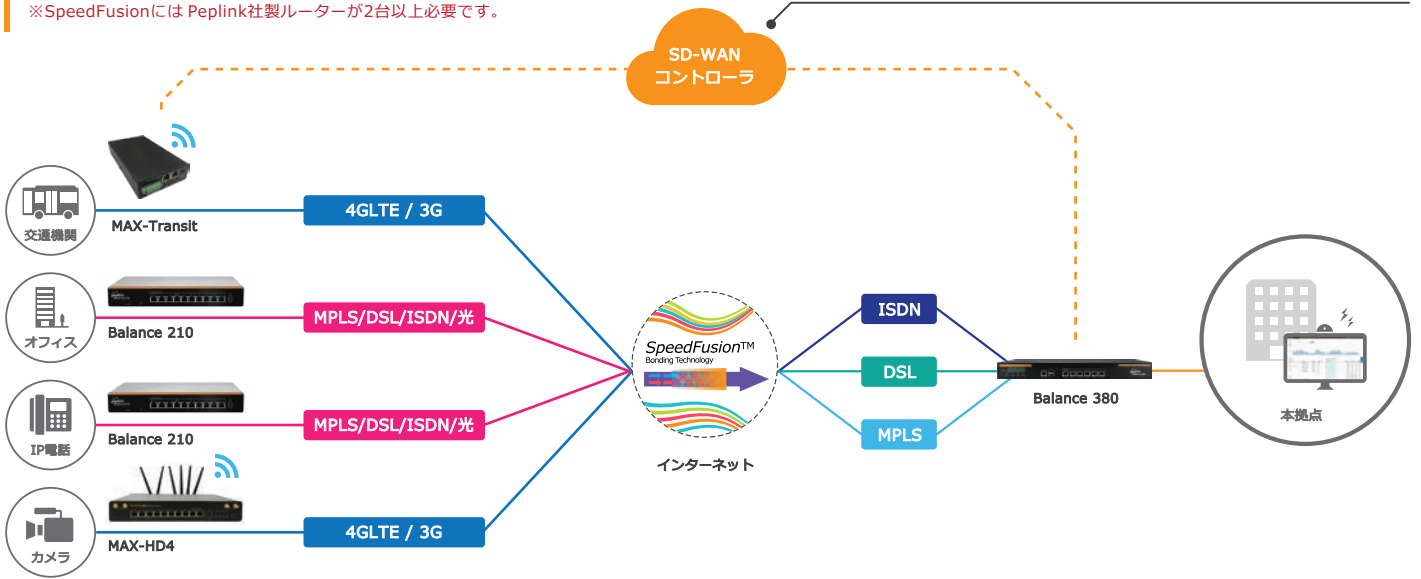 ※SpeedFusionには Peplink社製ルーターが2台以上必要です。
SD-WAN
コントローラ
交通機関
MAX-Transit
4GLTE / 3G
オフィス
Balance 210
MPLS/DSL/ISDN/光
IP電話
Balance 210
MPLS/DSL/ISDN/光
カメラ
MAX-HD4
4GLTE / 3G
SpeedFusion™
Bonding Technology
インターネット
ISDN
DSL
MPLS
Balance 380
本拠点